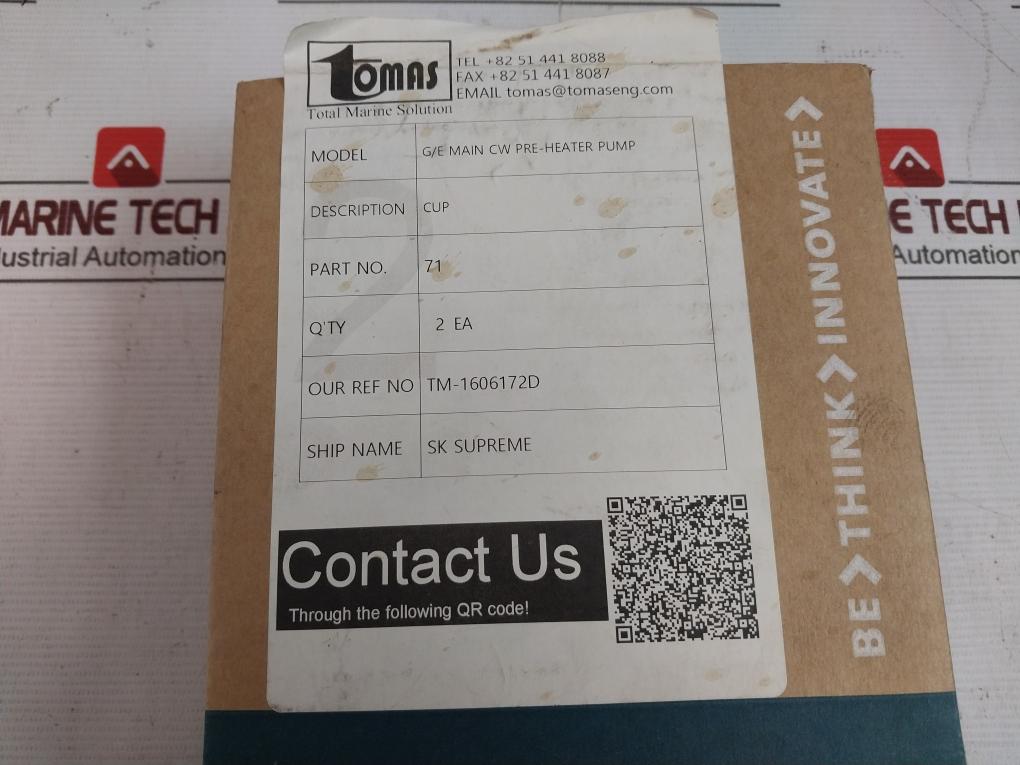 Tomas
Total Marine Solution
TEL +82 51 441 8088
FAX +82 51 441 8087
EMAIL tomas@tomaseng.com
MODEL G/E MAIN CW PRE-HEATER PUMP
DESCRIPTION CUP
PART NO. 71
Q'TY 2 EA
OUR REF NO TM-1606172D
SHIP NAME SK SUPREME
Contact Us
Through the following QR code!
BE > THINK > INNOVATE >
MARINE TECH
Industrial Automation
TECH
Automation